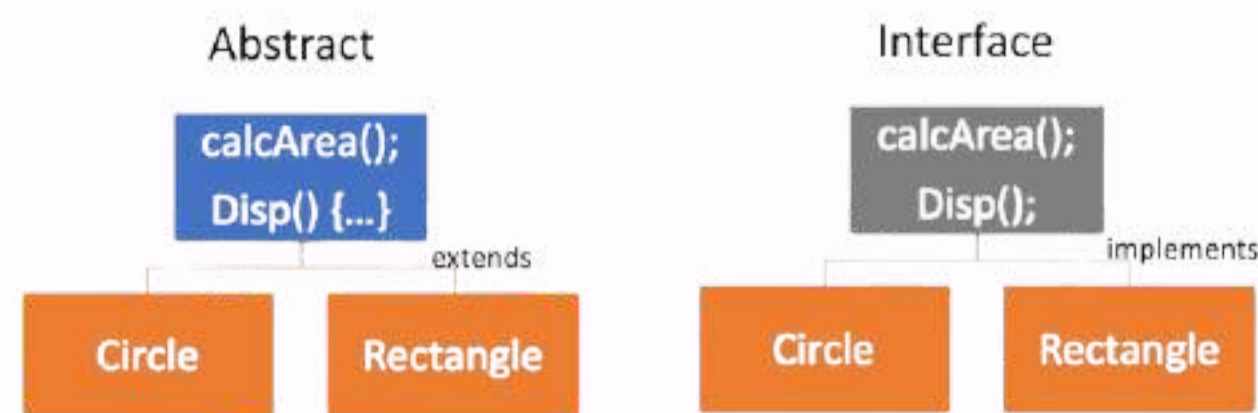 Abstract
calcArea();
Disp() {...}
extends
Circle
Rectangle
Interface
calcArea();
Disp();
implements
Circle
Rectangle